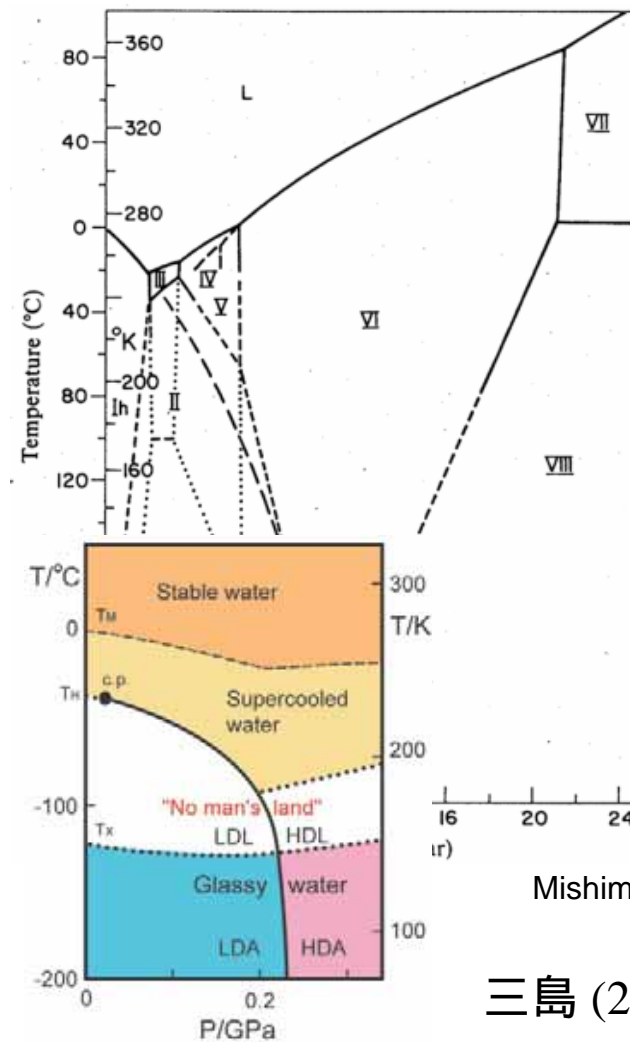 360
80
L
VII
320
40
280
0
III
IV
V
40
VI
°K
200
80
Ih
II
Temperature (°C)
160
VIII
120
T/°C
Stable water
300
T/K
TM
0
c.p.
TH
Supercooled
water
200
-100
"No man's land"
16
20
24
TX
LDL
HDL
ar)
Glassy water
Mishim
100
LDA
HDA
-200
0
0.2
P/GPa
三島 (2